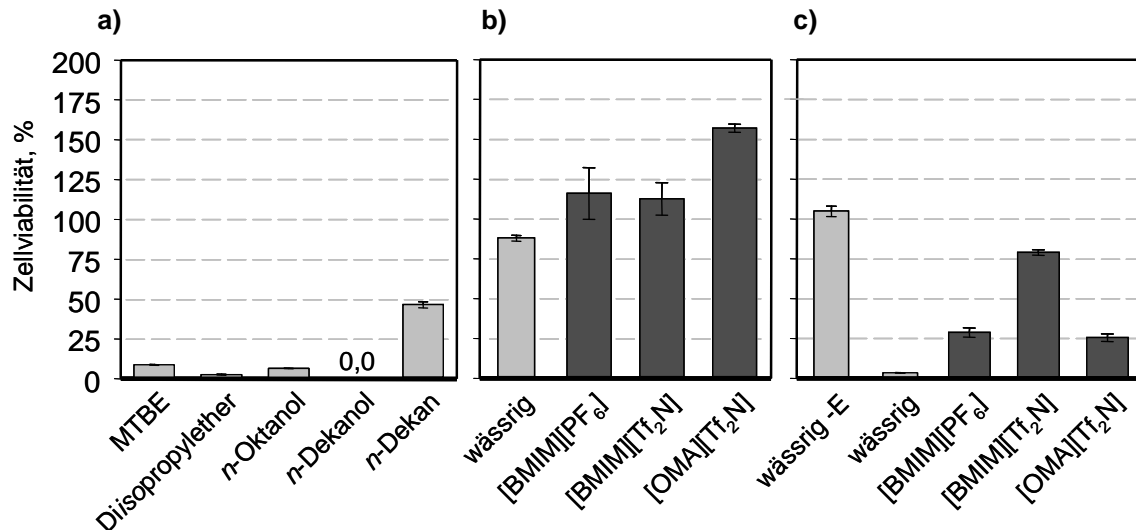 a)
b)
c)
Zellviabilität, %
200
175
150
125
100
75
50
25
0
0,0
MTBE
Diisopropylether
n-Oktanol
n-Dekanol
n-Dekan
wässrig
[BMIM][PF6]
[BMIM][Tf2N]
[OMA][Tf2N]
wässrig -E
wässrig
[BMIM][PF6]
[BMIM][Tf2N]
[OMA][Tf2N]